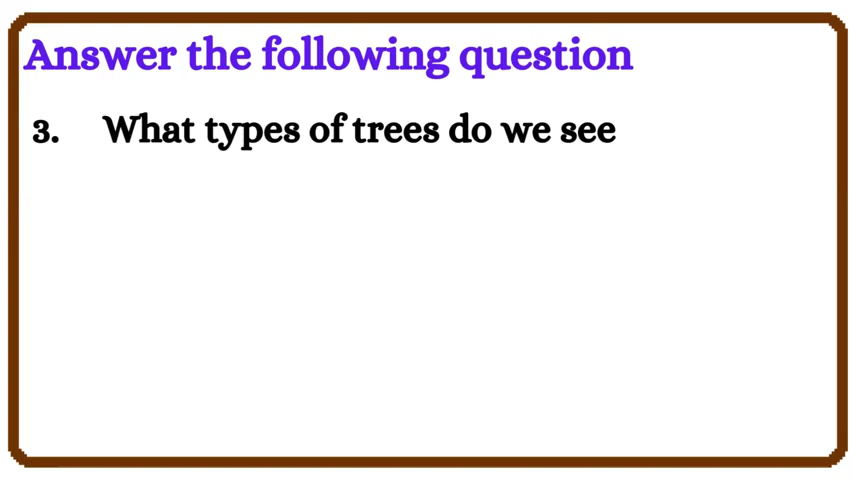 Answer the following question
3. What types of trees do we see